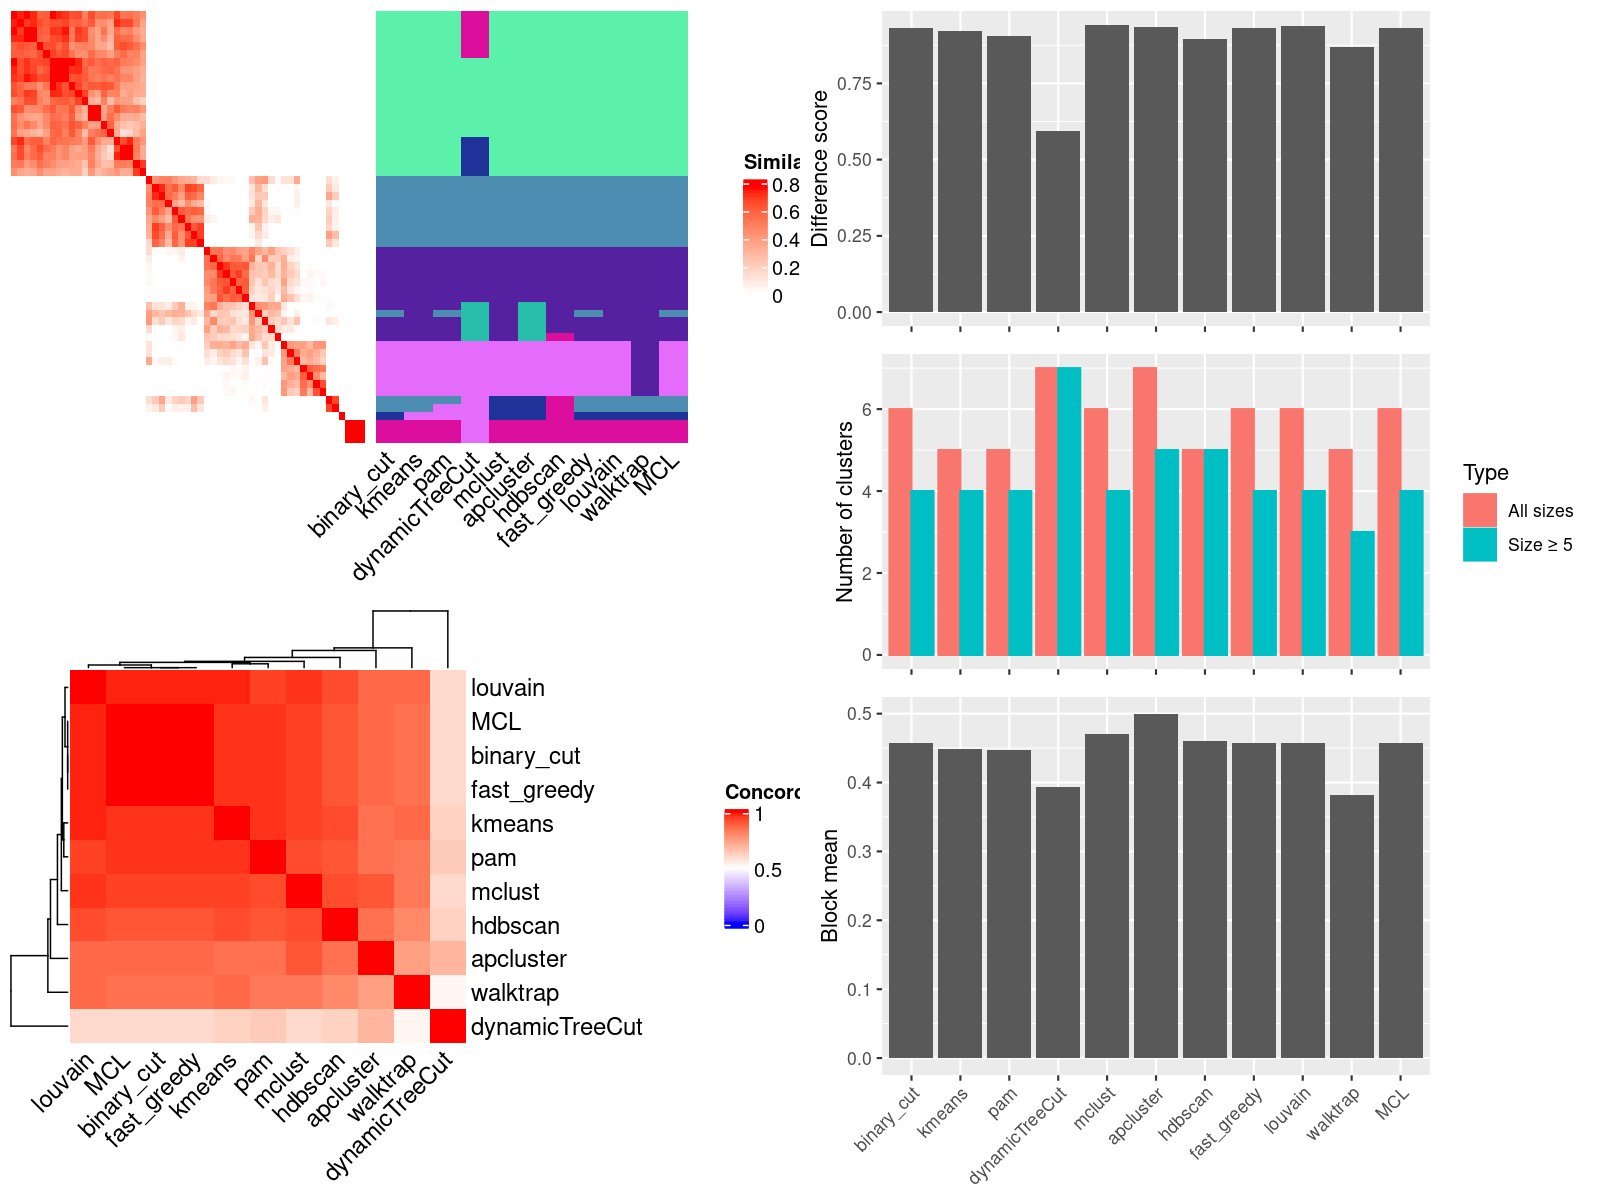 Simila
0.8
0.6
0.4
0.2
0
binary_cut
kmeans
pam
dynamicTreeCut
mclust
apcluster
hdbscan
fast_greedy
louvain
walktrap
MCL
louvain
MCL
binary_cut
fast_greedy
kmeans
pam
mclust
hdbscan
apcluster
walktrap
dynamicTreeCut
louvain
MCL
binary_cut
fast_greedy
kmeans
pam
mclust
hdbscan
apcluster
walktrap
dynamicTreeCut
Concord
1
0.5
0
Difference score
0.75
0.50
0.25
0.00
Number of clusters
6
4
2
0
Type
All sizes
Size ≥ 5
Block mean
0.5
0.4
0.3
0.2
0.1
0.0
binary_cut
kmeans
pam
dynamicTreeCut
mclust
apcluster
hdbscan
fast_greedy
louvain
walktrap
MCL